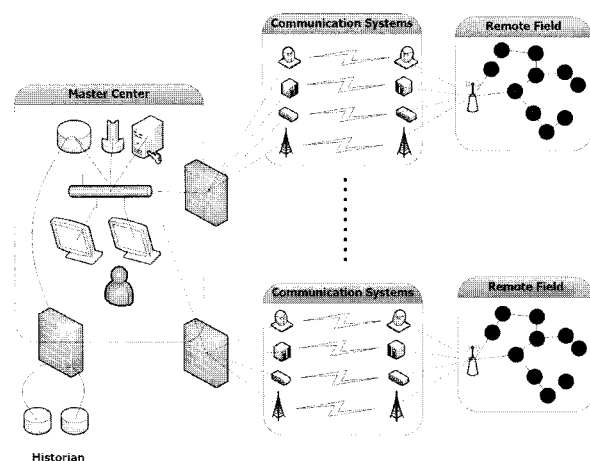 Communication Systems
Remote Field
Master Center
Communication Systems
Remote Field
Historian